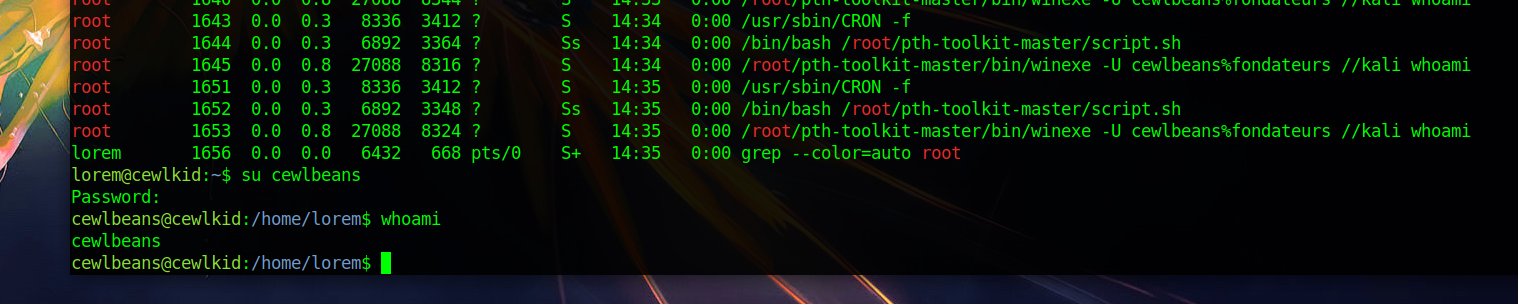 root        1640  0.0  0.8  27088  8344 ?        S    14:33   0:00 /root/pth-toolkit-master/bin/winexe -U cewlbeans%fondateurs //kali whoami
root        1643  0.0  0.3   8336  3412 ?        S    14:34   0:00 /usr/sbin/CRON -f
root        1644  0.0  0.3   6892  3364 ?        Ss   14:34   0:00 /bin/bash /root/pth-toolkit-master/script.sh
root        1645  0.0  0.8  27088  8316 ?        S    14:34   0:00 /root/pth-toolkit-master/bin/winexe -U cewlbeans%fondateurs //kali whoami
root        1651  0.0  0.3   8336  3412 ?        S    14:35   0:00 /usr/sbin/CRON -f
root        1652  0.0  0.3   6892  3348 ?        Ss   14:35   0:00 /bin/bash /root/pth-toolkit-master/script.sh
root        1653  0.0  0.8  27088  8324 ?        S    14:35   0:00 /root/pth-toolkit-master/bin/winexe -U cewlbeans%fondateurs //kali whoami
lorem       1656  0.0  0.0   6432   668 pts/0    S+   14:35   0:00 grep --color=auto root
lorem@cewlkid:~$ su cewlbeans
Password:
cewlbeans@cewlkid:/home/lorem$ whoami
cewlbeans
cewlbeans@cewlkid:/home/lorem$